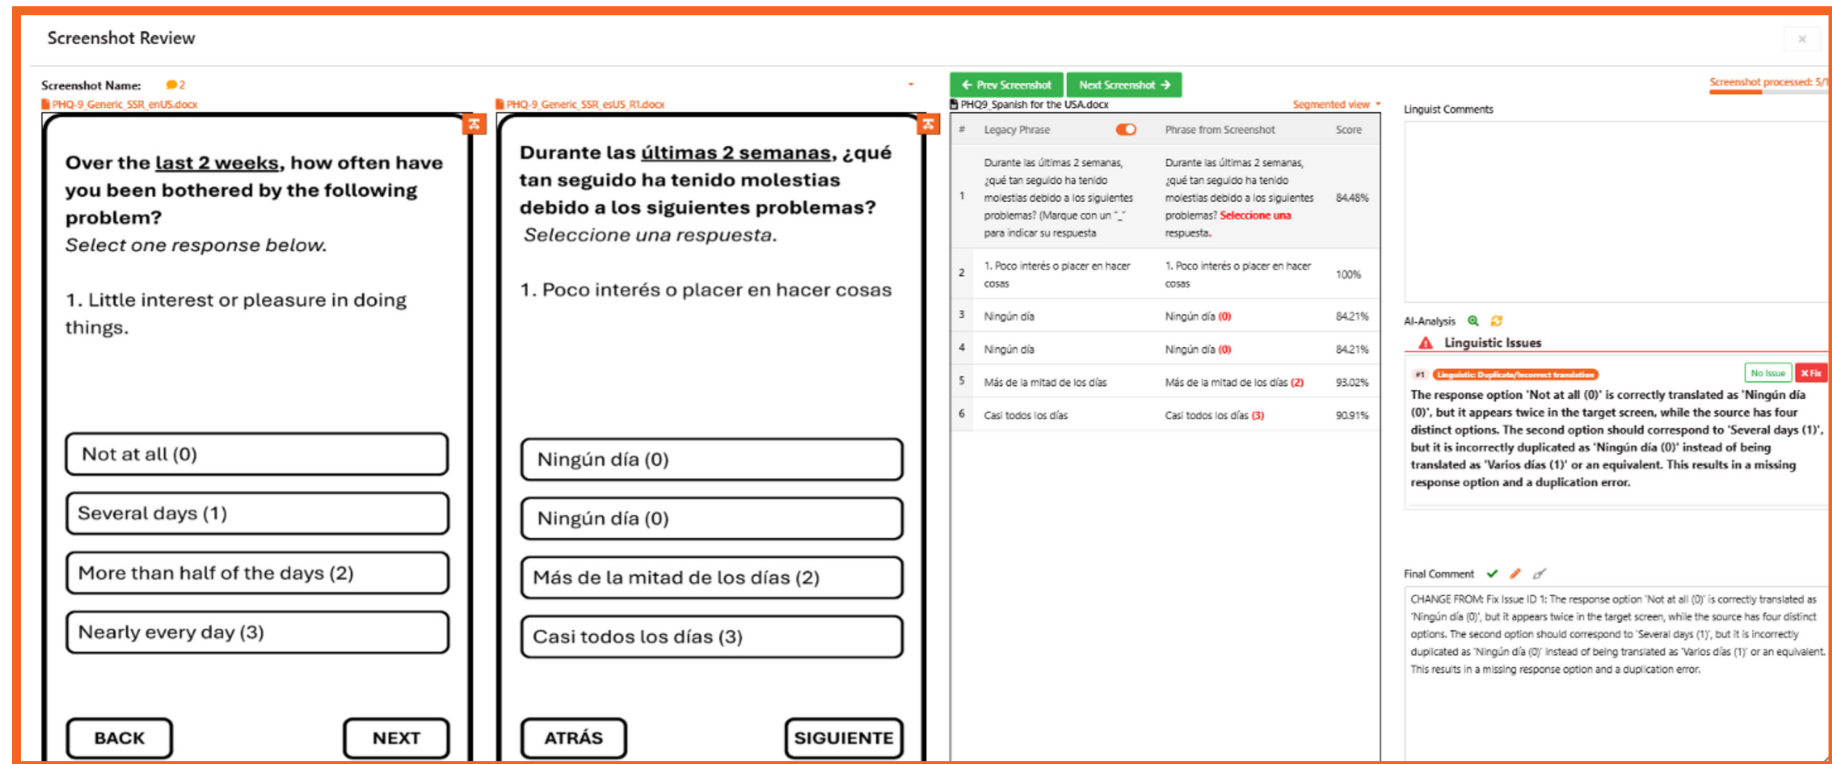 Screenshot Review
Screenshot Name:
2
PHQ-9_Generic_SSR_enUS.docx
Over the last 2 weeks, how often have
you been bothered by the following
problem?
Select one response below.
1. Little interest or pleasure in doing
things.
Not at all (0)
Several days (1)
More than half of the days (2)
Nearly every day (3)
BACK
NEXT
PHQ-9_Generic_SSR_esUS_R1.docx
Durante las últimas 2 semanas, ¿qué
tan seguido ha tenido molestias
debido a los siguientes problemas?
Seleccione una respuesta.
1. Poco interés o placer en hacer cosas
Ningún día (0)
Ningún día (0)
Más de la mitad de los días (2)
Casi todos los días (3)
ATRÁS
SIGUIENTE
← Prev Screenshot
Next Screenshot →
PHQ9_Spanish for the USA.docx
Segmented view
# Legacy Phrase Phrase from Screenshot Score
1
Durante las últimas 2 semanas,
¿qué tan seguido ha tenido
molestias debido a los siguientes
problemas? (Marque con un "_"
para indicar su respuesta
Durante las últimas 2 semanas,
¿qué tan seguido ha tenido
molestias debido a los siguientes
problemas? Seleccione una
respuesta.
84.48%
2
1. Poco interés o placer en hacer
cosas
1. Poco interés o placer en hacer
cosas
100%
3 Ningún día Ningún día (0) 84.21%
4 Ningún día Ningún día (0) 84.21%
5 Más de la mitad de los días Más de la mitad de los días (2) 93.02%
6 Casi todos los días Casi todos los días (3) 90.91%
Screenshot processed: 5/1
Linguist Comments
AI-Analysis
Linguistic Issues
#1 Linguistic: Duplicate/Incorrect translation
No Issue
Fix
The response option 'Not at all (0)' is correctly translated as 'Ningún día
(0)', but it appears twice in the target screen, while the source has four
distinct options. The second option should correspond to 'Several days (1)',
but it is incorrectly duplicated as 'Ningún día (0)' instead of being
translated as 'Varios días (1)' or an equivalent. This results in a missing
response option and a duplication error.
Final Comment
CHANGE FROM: Fix Issue ID 1: The response option 'Not at all (0)' is correctly translated as
'Ningún día (0)', but it appears twice in the target screen, while the source has four distinct
options. The second option should correspond to 'Several days (1)', but it is incorrectly
duplicated as 'Ningún día (0)' instead of being translated as 'Varios días (1)' or an equivalent.
This results in a missing response option and a duplication error.